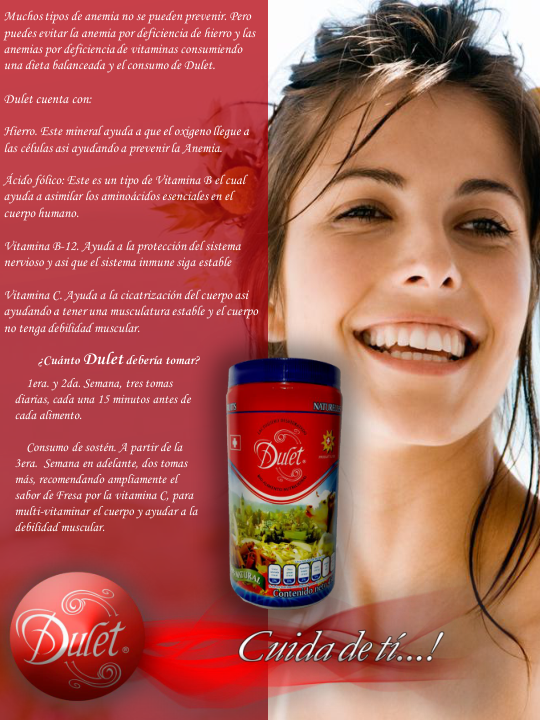 Muchos tipos de anemia no se pueden prevenir. Pero
puedes evitar la anemia por deficiencia de hierro y las
anemias por deficiencia de vitaminas consumiendo
una dieta balanceada y el consumo de Dulet.
Dulet cuenta con:
Hierro. Este mineral ayuda a que el oxigeno llegue a
las células asi ayudando a prevenir la Anemia.
Ácido fólico: Este es un tipo de Vitamina B el cual
ayuda a asimilar los aminoácidos esenciales en el
cuerpo humano.
Vitamina B-12. Ayuda a la protección del sistema
nervioso y asi que el sistema inmune siga estable
Vitamina C. Ayuda a la cicatrización del cuerpo asi
ayudando a tener una musculatura estable y el cuerpo
no tenga debilidad muscular.
¿Cuánto Dulet debería tomar?
1era. y 2da. Semana, tres tomas
diarias, cada una 15 minutos antes de
cada alimento.
Consumo de sostén. A partir de la
3era. Semana en adelante, dos tomas
más, recomendando ampliamente el
sabor de Fresa por la vitamina C, para
multi-vitaminar el cuerpo y ayudar a la
debilidad muscular.
Dulet®
NATURAL
Contenido
Dulet®
Cuida de tí...!